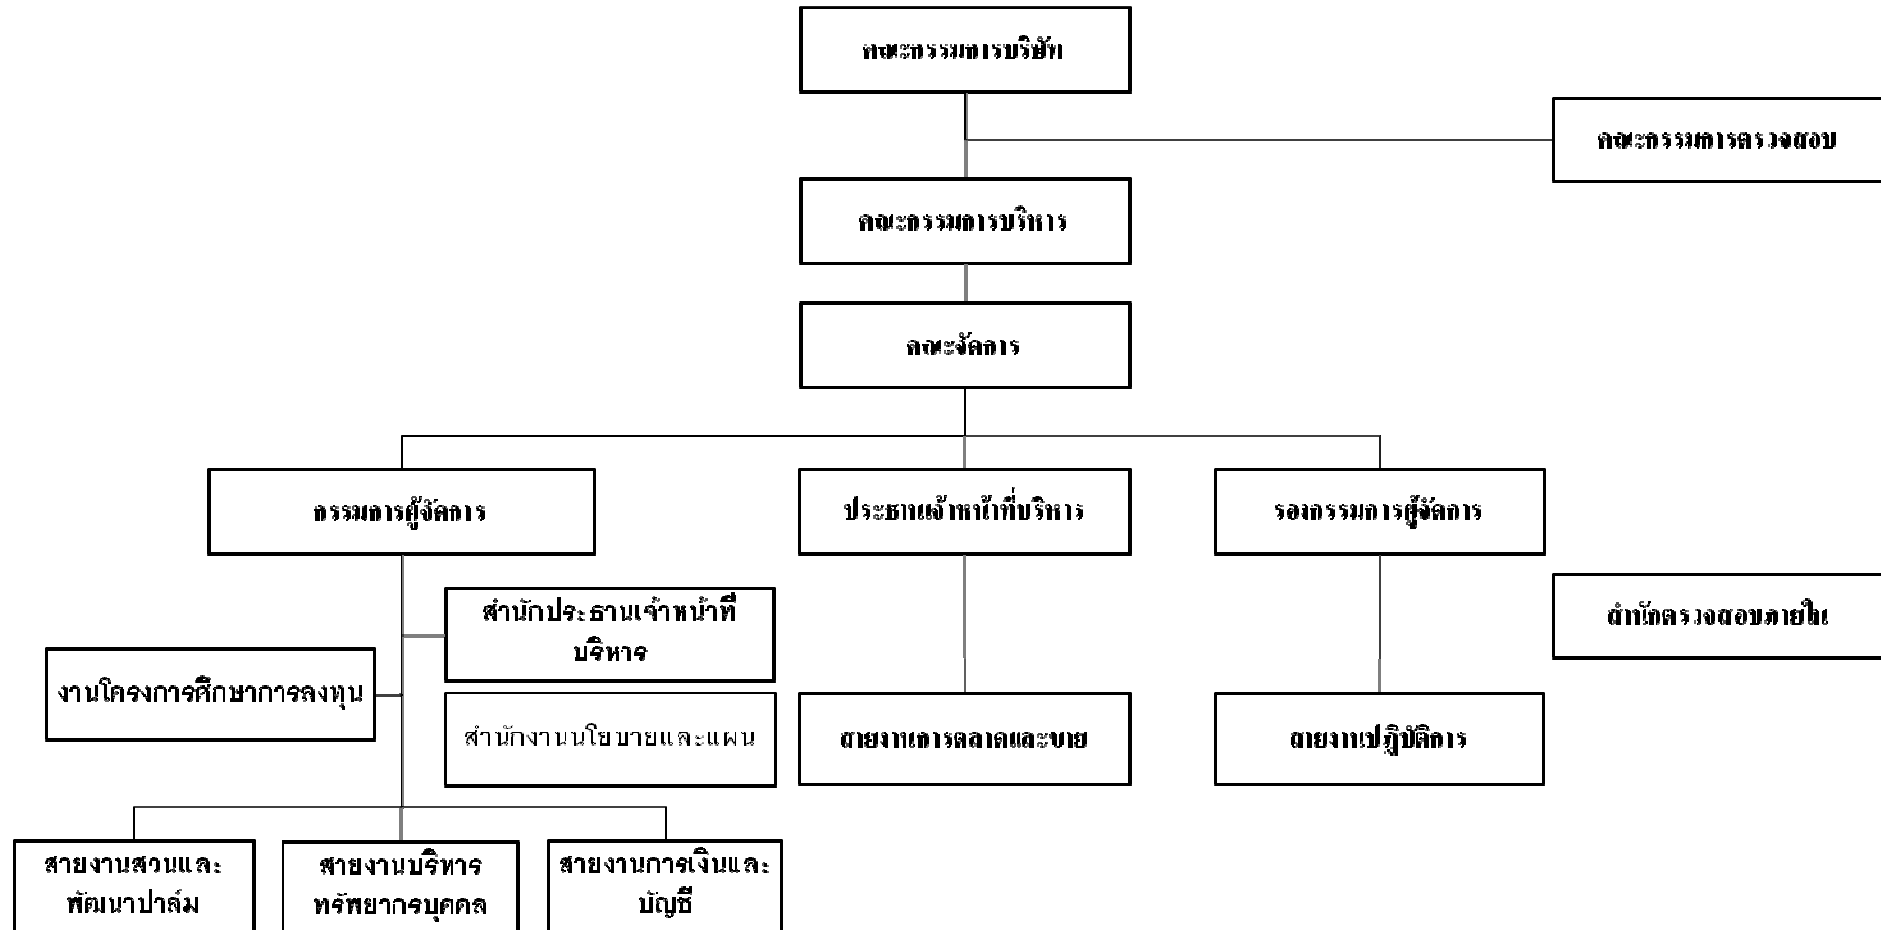 คณะกรรมการบริษัท
คณะกรรมการตรวจสอบ
คณะกรรมการบริหาร
คณะจัดการ
กรรมการผู้จัดการ
ประธานเจ้าหน้าที่บริหาร
รองกรรมการผู้จัดการ
สำนักประธานเจ้าหน้าที่
บริหาร
สำนักตรวจสอบภายใน
งานโครงการศึกษาการลงทุน
สำนักงานนโยบายและแผน
สายงานการตลาดและขาย
สายงานปฏิบัติการ
สายงานสวนและ
พัฒนาปาล์ม
สายงานบริหาร
ทรัพยากรบุคคล
สายงานการเงินและ
บัญชี